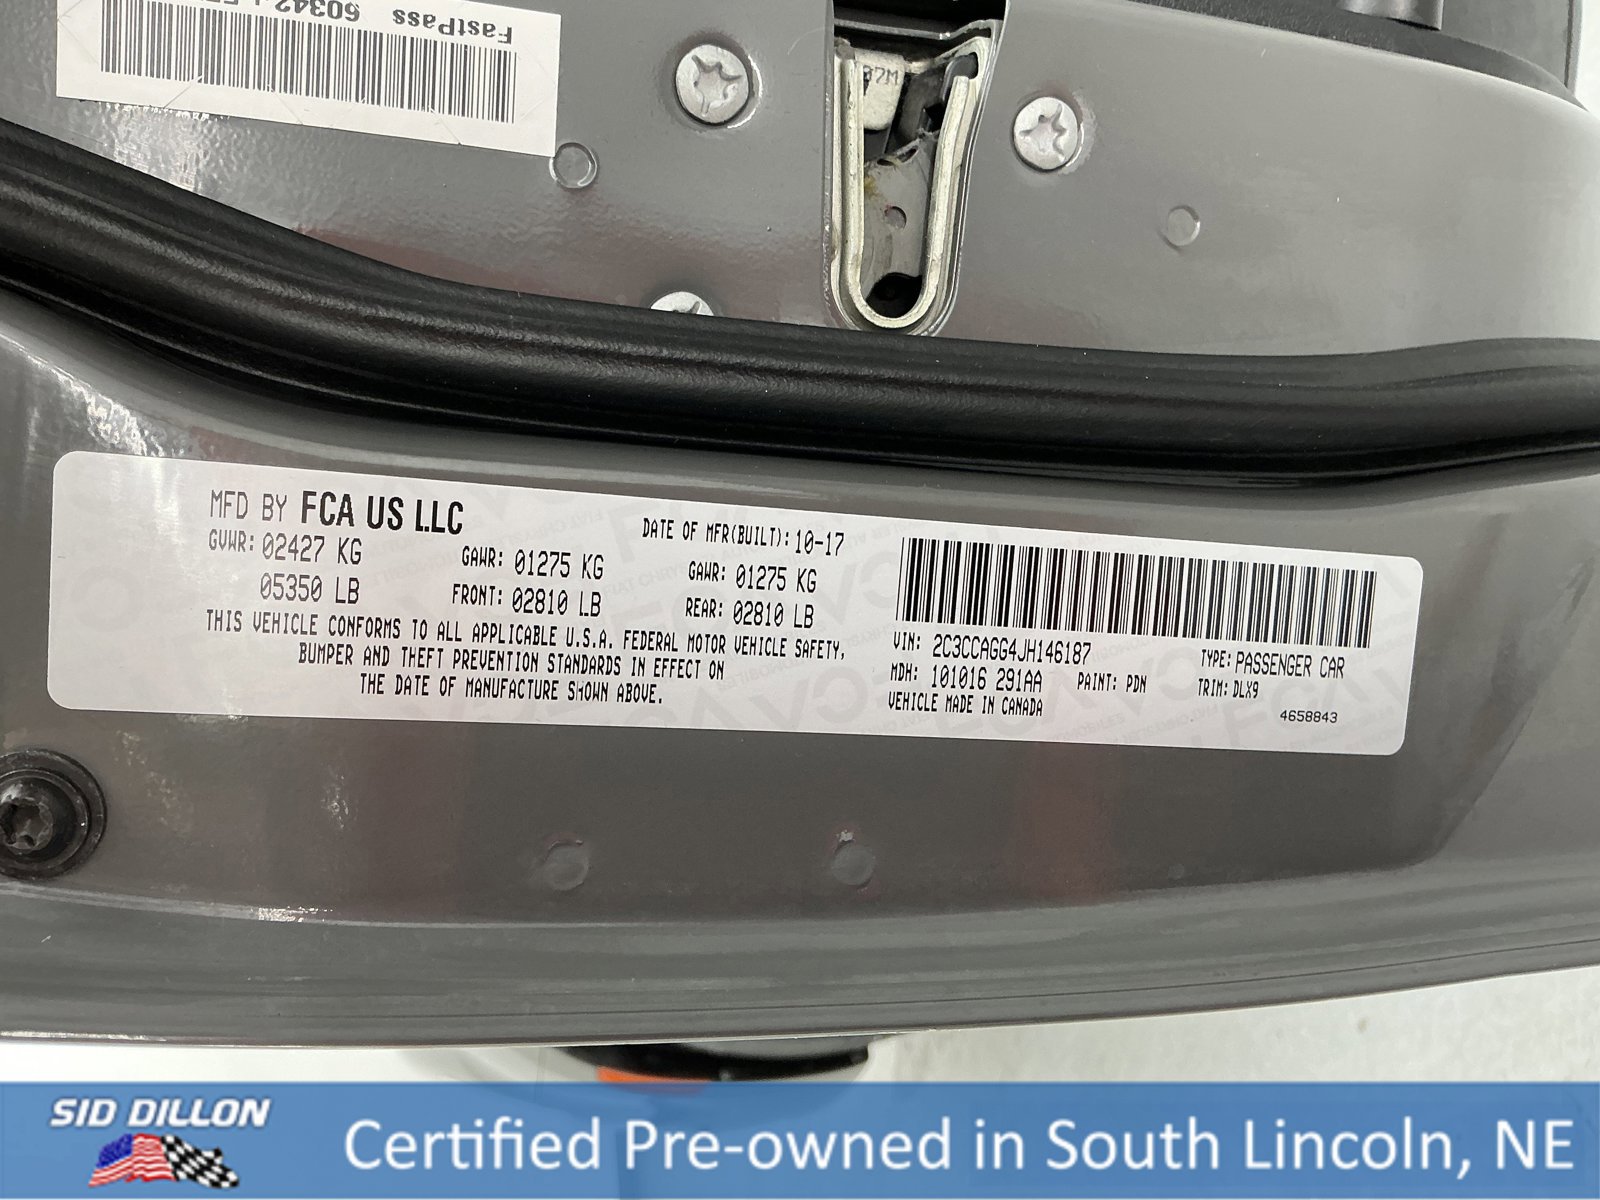 FastPass
60342
07M
MFD BY FCA US LLC
GVWR: 02427 KG
05350 LB
GAWR: 01275 KG
FRONT: 02810 LB
DATE OF MFR(BUILT): 10-17
GAWR: 01275 KG
REAR: 02810 LB
THIS VEHICLE CONFORMS TO ALL APPLICABLE U.S.A. FEDERAL MOTOR VEHICLE SAFETY,
BUMPER AND THEFT PREVENTION STANDARDS IN EFFECT ON
THE DATE OF MANUFACTURE SHOWN ABOVE.
VIN: 2C3CCAGG4JH146187
TYPE: PASSENGER CAR
MDH: 101016 291AA
PAINT: PDN
TRIM: DLX9
VEHICLE MADE IN CANADA
4658843
SID DILLON
Certified Pre-owned in South Lincoln, NE